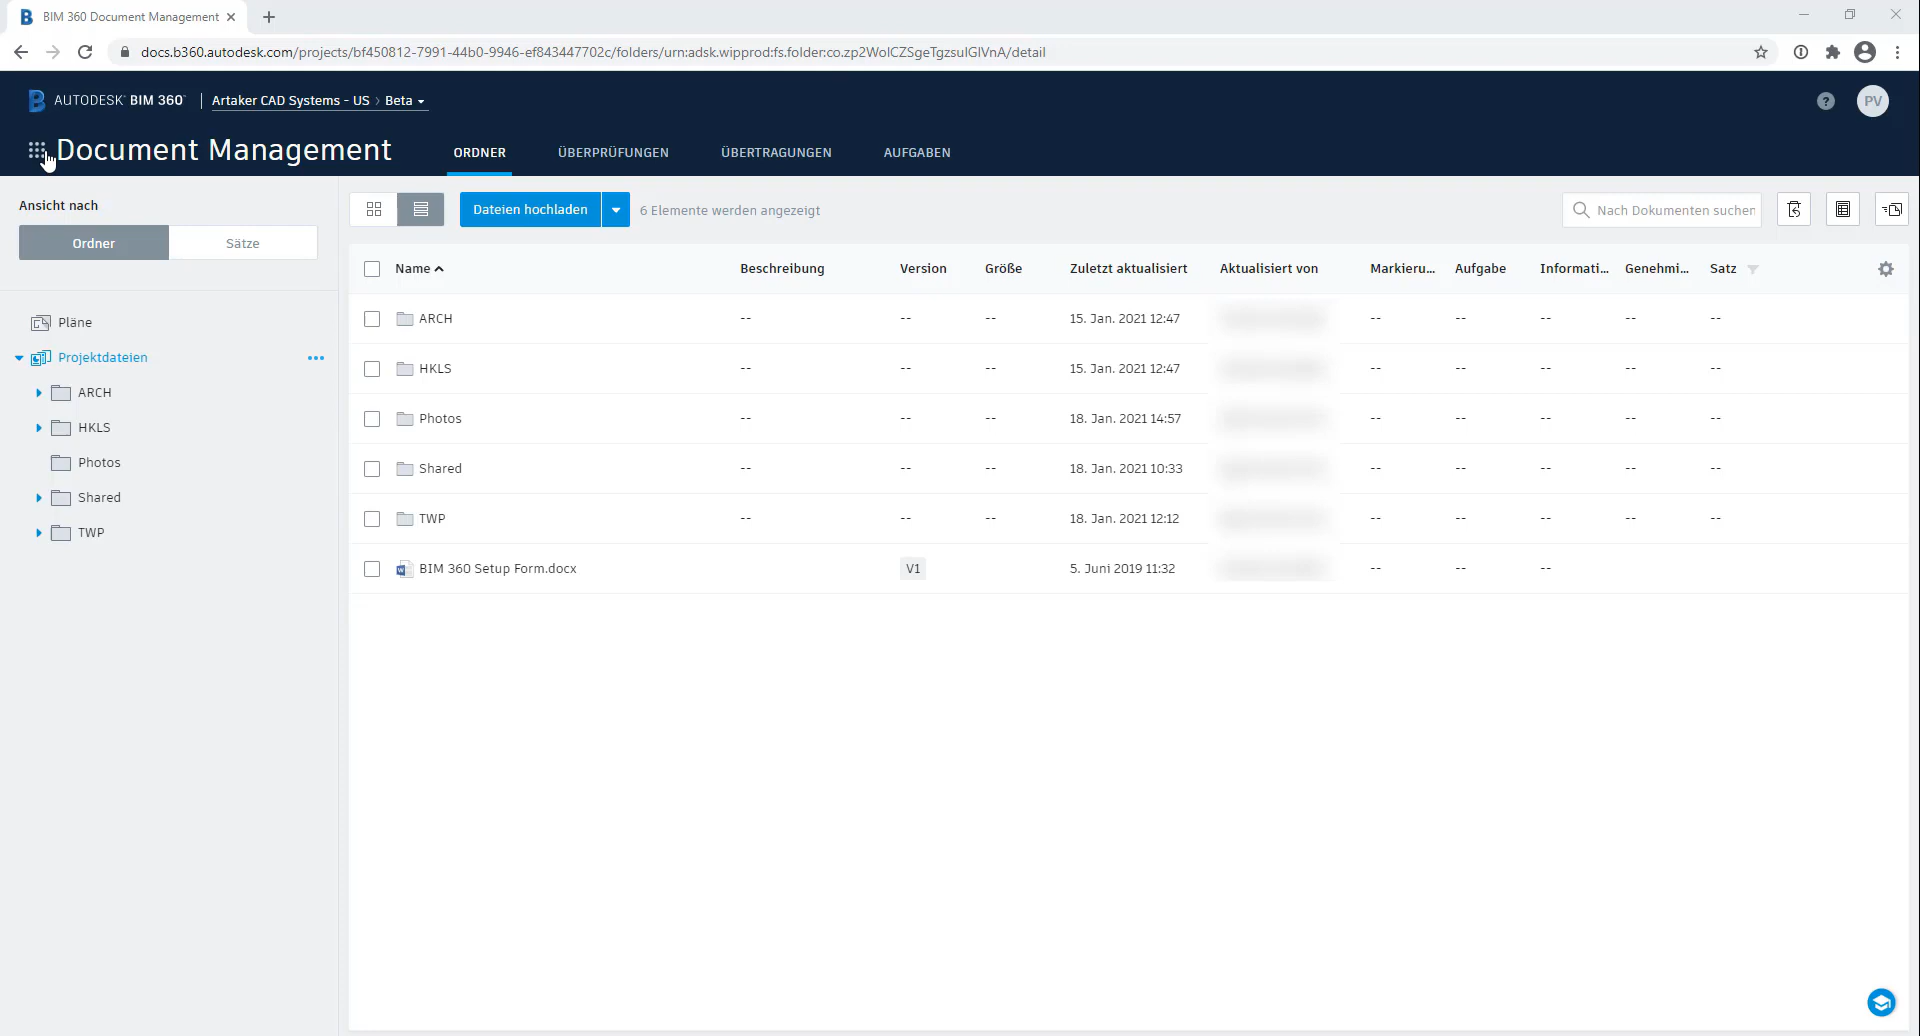 BIM 360 Document Management
docs.b360.autodesk.com/projects/bf450812-7991-44b0-9946-ef843447702c/folders/urn:adsk.wipprod:fs.folder:co.zp2WolCZSgeTgzsulGlVnA/detail
AUTODESK® BIM 360™ Artaker CAD Systems - US > Beta
? PV
Document Management ORDNER ÜBERPRÜFUNGEN ÜBERTRAGUNGEN AUFGABEN
Ansicht nach
Ordner Sätze
Dateien hochladen 6 Elemente werden angezeigt Nach Dokumenten suchen
Name Beschreibung Version Größe Zuletzt aktualisiert Aktualisiert von Markieru... Aufgabe Informati... Genehmi... Satz
Pläne
Projektdateien
ARCH
HKLS
Photos
Shared
TWP
ARCH -- -- -- 15. Jan. 2021 12:47 -- -- -- -- --
HKLS -- -- -- 15. Jan. 2021 12:47 -- -- -- -- --
Photos -- -- -- 18. Jan. 2021 14:57 -- -- -- -- --
Shared -- -- -- 18. Jan. 2021 10:33 -- -- -- -- --
TWP -- -- -- 18. Jan. 2021 12:12 -- -- -- -- --
BIM 360 Setup Form.docx V1 5. Juni 2019 11:32 -- -- --